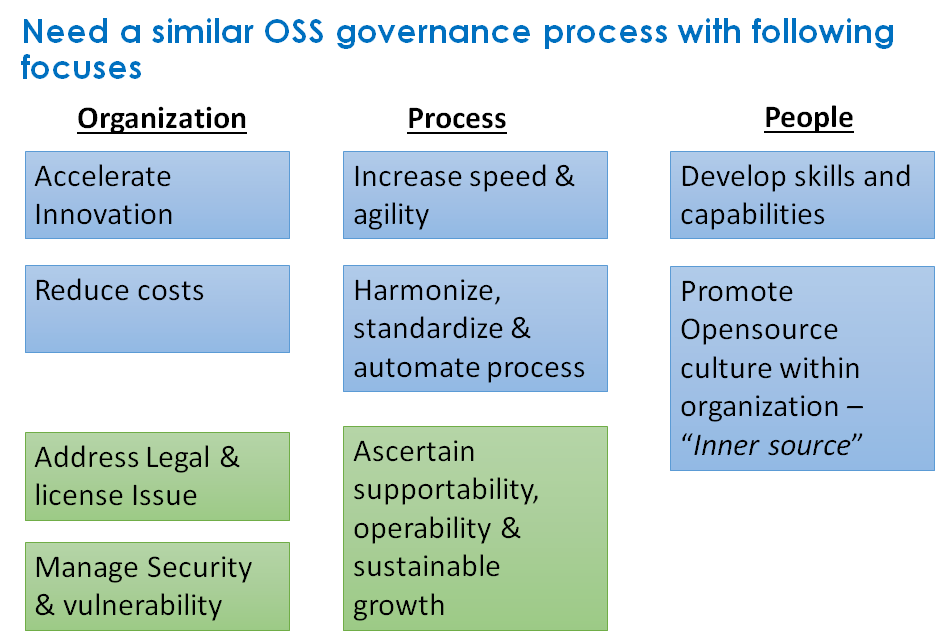 Need a similar OSS governance process with following
focuses
Organization
Accelerate
Innovation
Reduce costs
Address Legal &
license Issue
Manage Security
& vulnerability
Process
Increase speed &
agility
Harmonize,
standardize &
automate process
Ascertain
supportability,
operability &
sustainable
growth
People
Develop skills and
capabilities
Promote
Opensource
culture within
organization –
“Inner source”